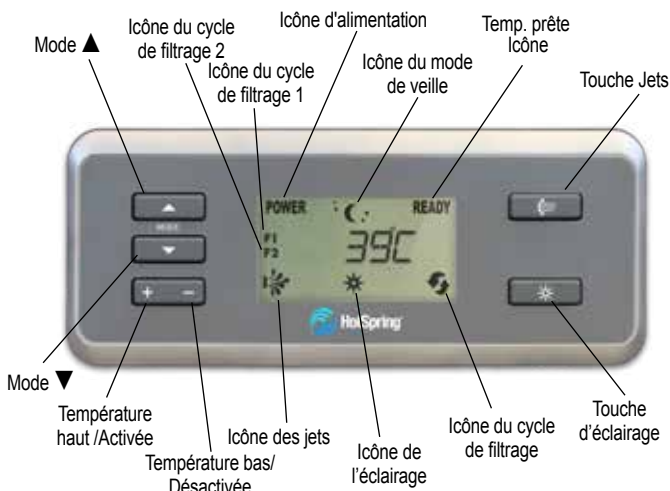 Mode ▲
Icône du cycle
de filtrage 2
Icône du cycle
de filtrage 1
Icône d'alimentation
Icône du mode
de veille
Temp. prête
Icône
Touche Jets
POWER
READY
MODE
F1
F2
39C
+ -
HotSpring
Mode ▼
Température
haut /Activée
Température bas/
Désactivée
Icône des jets
Icône de
l'éclairage
Icône du cycle
de filtrage
Touche
d'éclairage